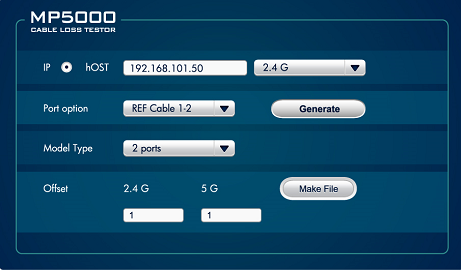 MP5000
CABLE LOSS TESTOR
IP hOST 192.168.101.50 2.4 G
Port option REF Cable 1-2 Generate
Model Type 2 ports
Offset 2.4 G 5 G Make File
1 1